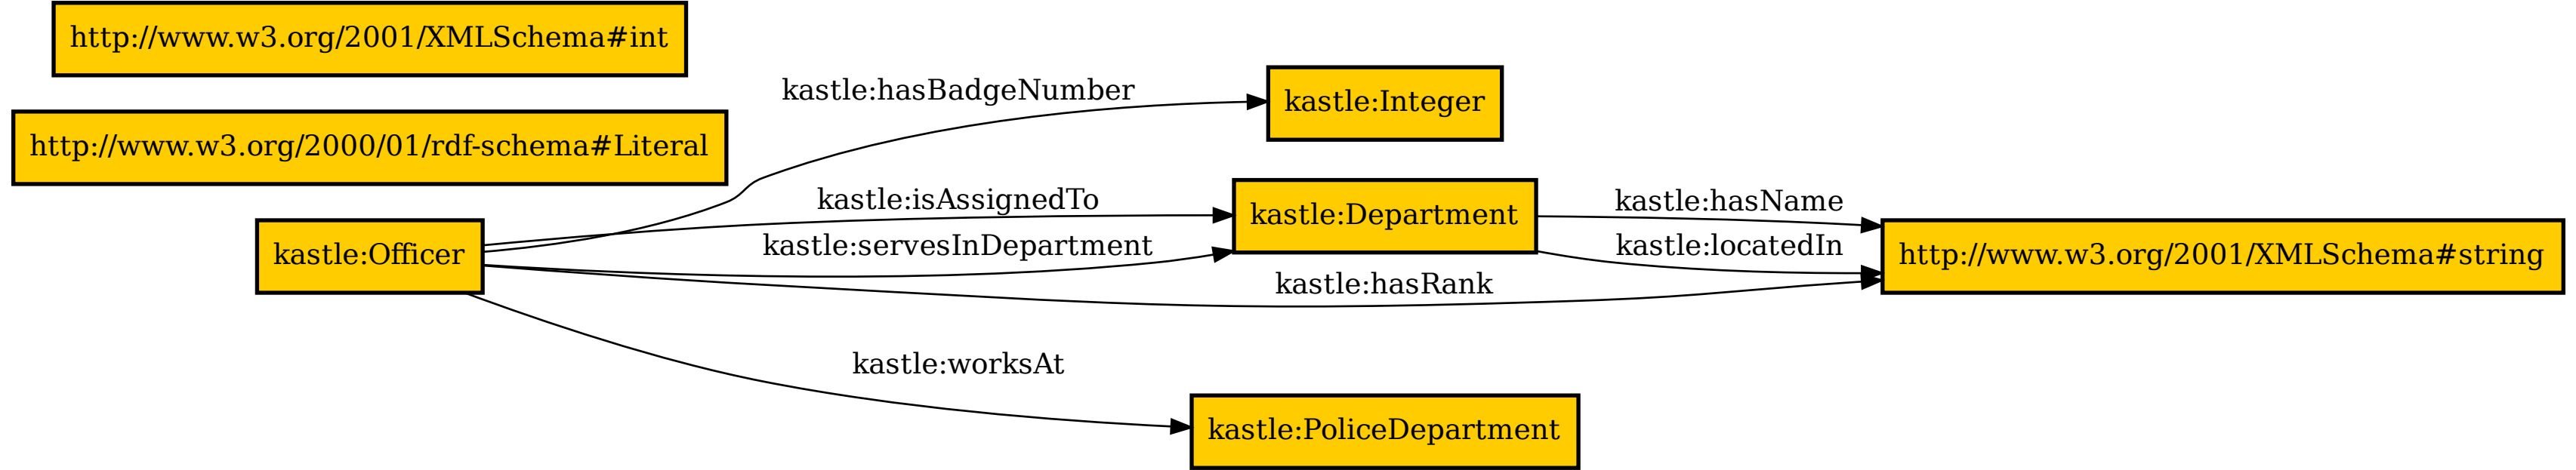 http://www.w3.org/2001/XMLSchema#int
http://www.w3.org/2000/01/rdf-schema#Literal
kastle:Officer
kastle:hasBadgeNumber
kastle:isAssignedTo
kastle:servesInDepartment
kastle:hasRank
kastle:worksAt
kastle:Integer
kastle:Department
kastle:PoliceDepartment
kastle:hasName
kastle:locatedIn
http://www.w3.org/2001/XMLSchema#string